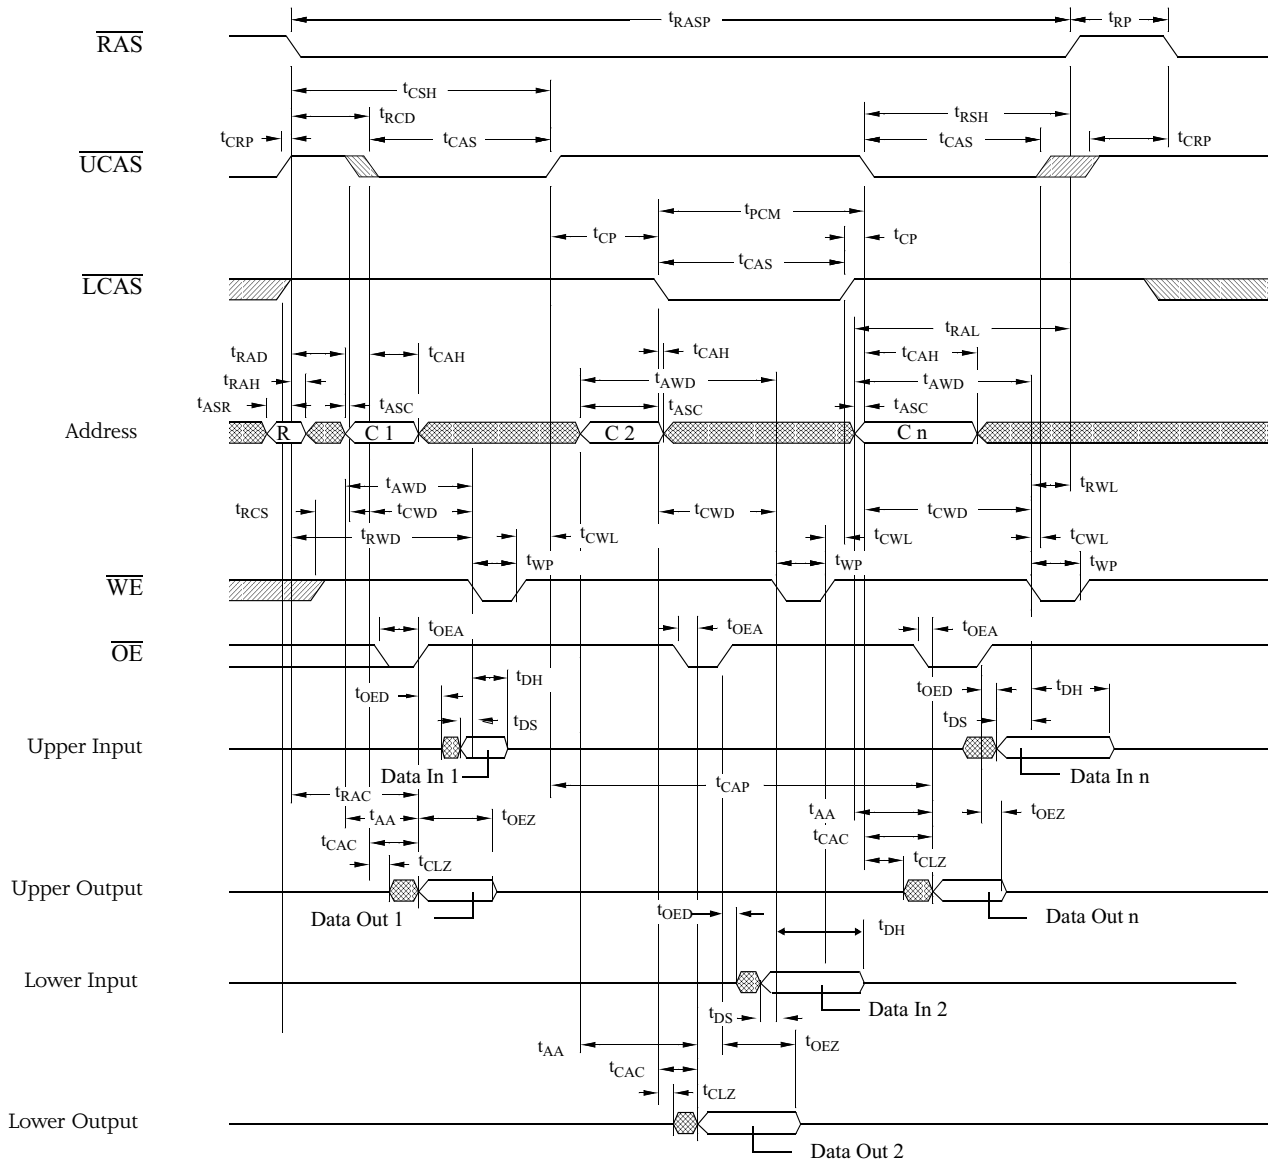 tRASP
tRP
RAS
tCSH
tRCD
tRSH
tCRP
tCAS
tCAS
tCRP
UCAS
tPCM
tCP
tCP
tCAS
LCAS
tRAL
tRAD
tCAH
tCAH
tCAH
tRAH
tAWD
tAWD
tASR
tASC
tASC
tASC
Address
R
C 1
C 2
C n
tAWD
tRWL
tRCS
tCWD
tCWD
tCWD
tRWD
tCWL
tCWL
tCWL
tWP
tWP
tWP
WE
tOEA
tOEA
tOEA
OE
tDH
tOED
tOED
tDH
tDS
tDS
Upper Input
Data In 1
Data In n
tCAP
tRAC
tAA
tOEZ
tAA
tOEZ
tCAC
tCAC
tCLZ
tCLZ
Upper Output
Data Out 1
tOED
Data Out n
tDH
Lower Input
Data In 2
tDS
tAA
tOEZ
tCAC
tCLZ
Lower Output
Data Out 2